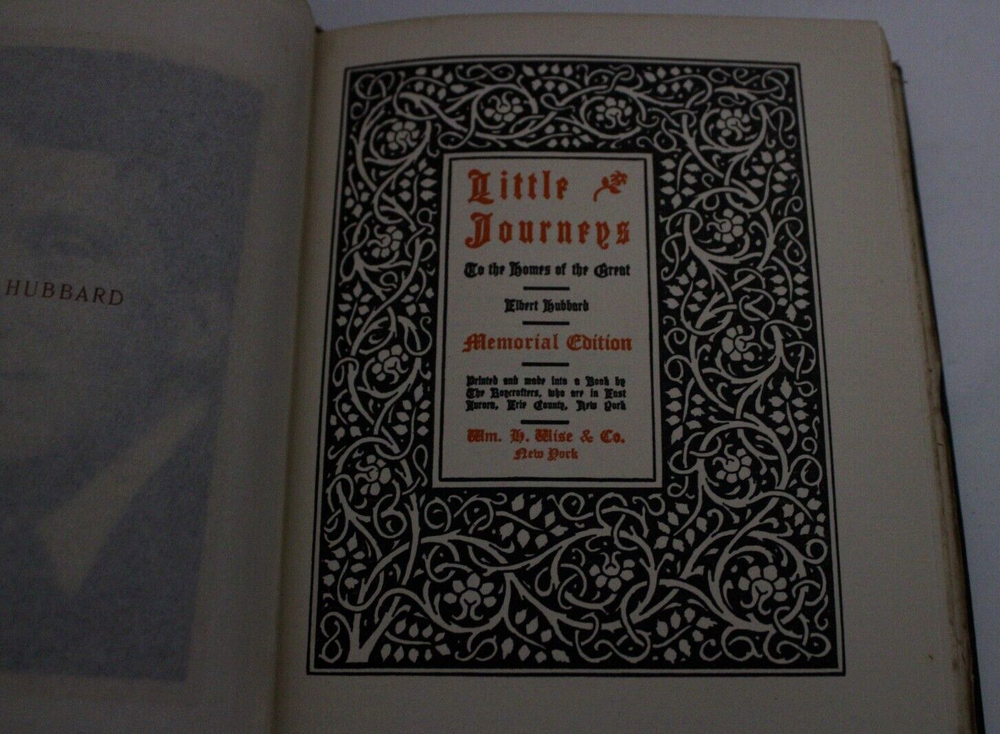 HUBBARD
Little
Journeys
To the Homes of the Great
Elbert Hubbard
Memorial Edition
Printed and made into a Book by
The Roycrofters, who are in East
Aurora, Erie County, New York
Wm. H. Wise & Co.
New York